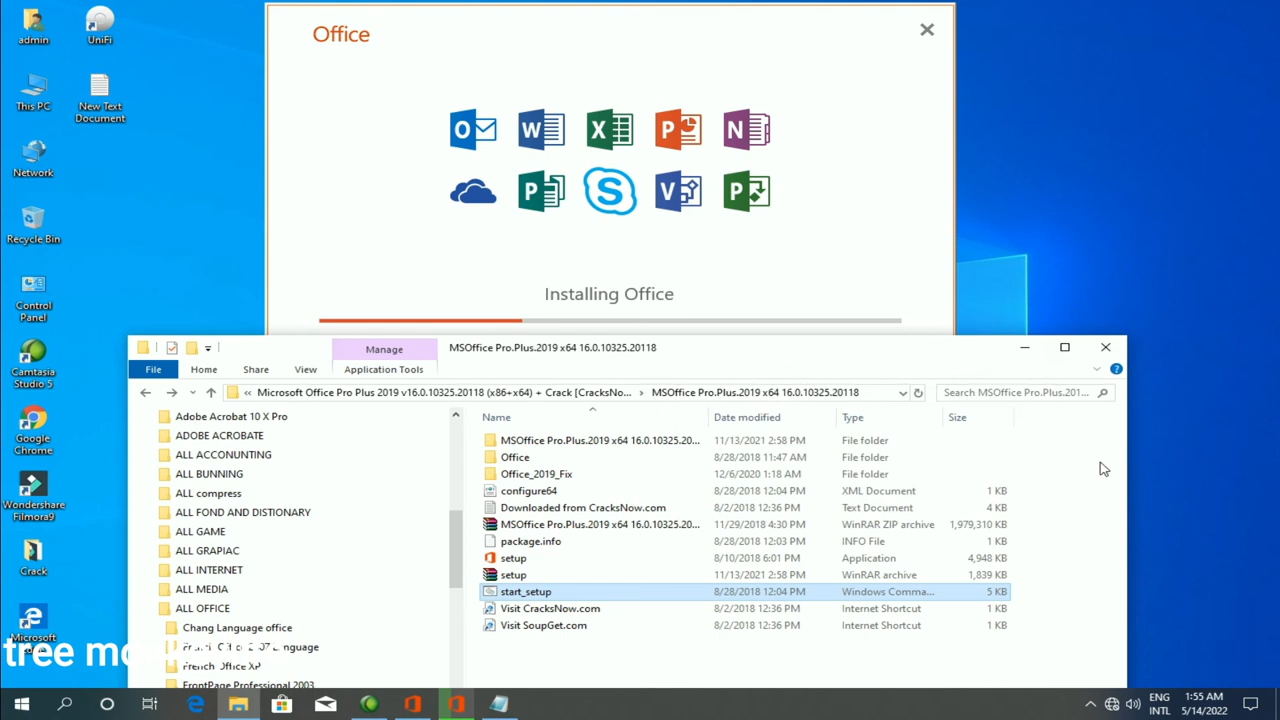 Office
admin
UniFi
This PC
New Text
Document
Network
Recycle Bin
Control
Panel
Camtasia
Studio 5
Google
Chrome
Wondershare
Filmora9
Crack
Microsoft
Installing Office
Manage
MSOffice Pro.Plus.2019 x64 16.0.10325.20118
File
Home
Share
View
Application Tools
« Microsoft Office Pro Plus 2019 v16.0.10325.20118 (x86+x64) + Crack [CracksNo... > MSOffice Pro.Plus.2019 x64 16.0.10325.20118
Search MSOffice Pro.Plus.201...
Adobe Acrobat 10 X Pro
ADOBE ACROBATE
ALL ACCONUNTING
ALL BUNNING
ALL compress
ALL FOND AND DISTIONARY
ALL GAME
ALL GRAPIAC
ALL INTERNET
ALL MEDIA
ALL OFFICE
Chang Language office
French Office 2007 Language
French Office XP
FrontPage Professional 2003
Name Date modified Type Size
MSOffice Pro.Plus.2019 x64 16.0.10325.20... 11/13/2021 2:58 PM File folder
Office 8/28/2018 11:47 AM File folder
Office_2019_Fix 12/6/2020 1:18 AM File folder
configure64 8/28/2018 12:04 PM XML Document 1 KB
Downloaded from CracksNow.com 8/2/2018 12:36 PM Text Document 4 KB
MSOffice Pro.Plus.2019 x64 16.0.10325.20... 11/29/2018 4:30 PM WinRAR ZIP archive 1,979,310 KB
package.info 8/28/2018 12:03 PM INFO File 1 KB
setup 8/10/2018 6:01 PM Application 4,948 KB
setup 11/13/2021 2:58 PM WinRAR archive 1,839 KB
start_setup 8/28/2018 12:04 PM Windows Comma... 5 KB
Visit CracksNow.com 8/2/2018 12:36 PM Internet Shortcut 1 KB
Visit SoupGet.com 8/2/2018 12:36 PM Internet Shortcut 1 KB
tree
ENG
INTL
1:55 AM
5/14/2022